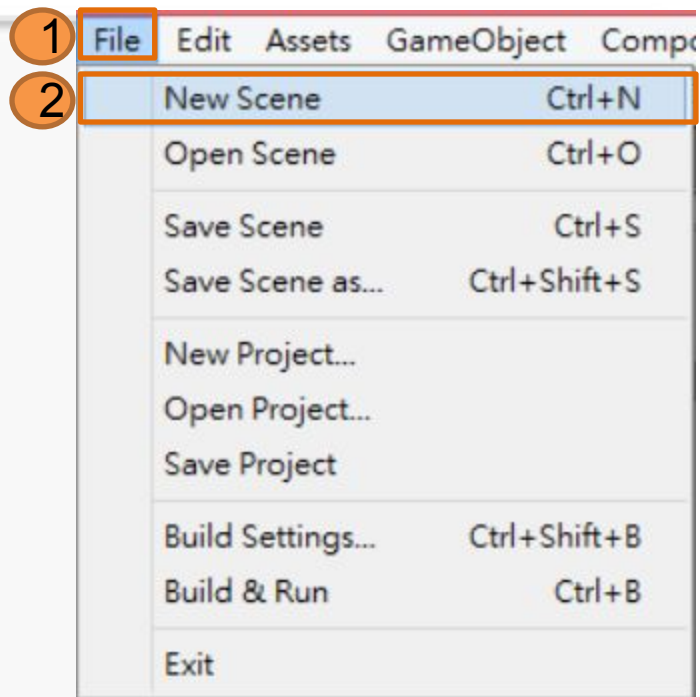 1 File Edit Assets GameObject Compo
2 New Scene Ctrl+N
Open Scene Ctrl+O
Save Scene Ctrl+S
Save Scene as... Ctrl+Shift+S
New Project...
Open Project...
Save Project
Build Settings... Ctrl+Shift+B
Build & Run Ctrl+B
Exit